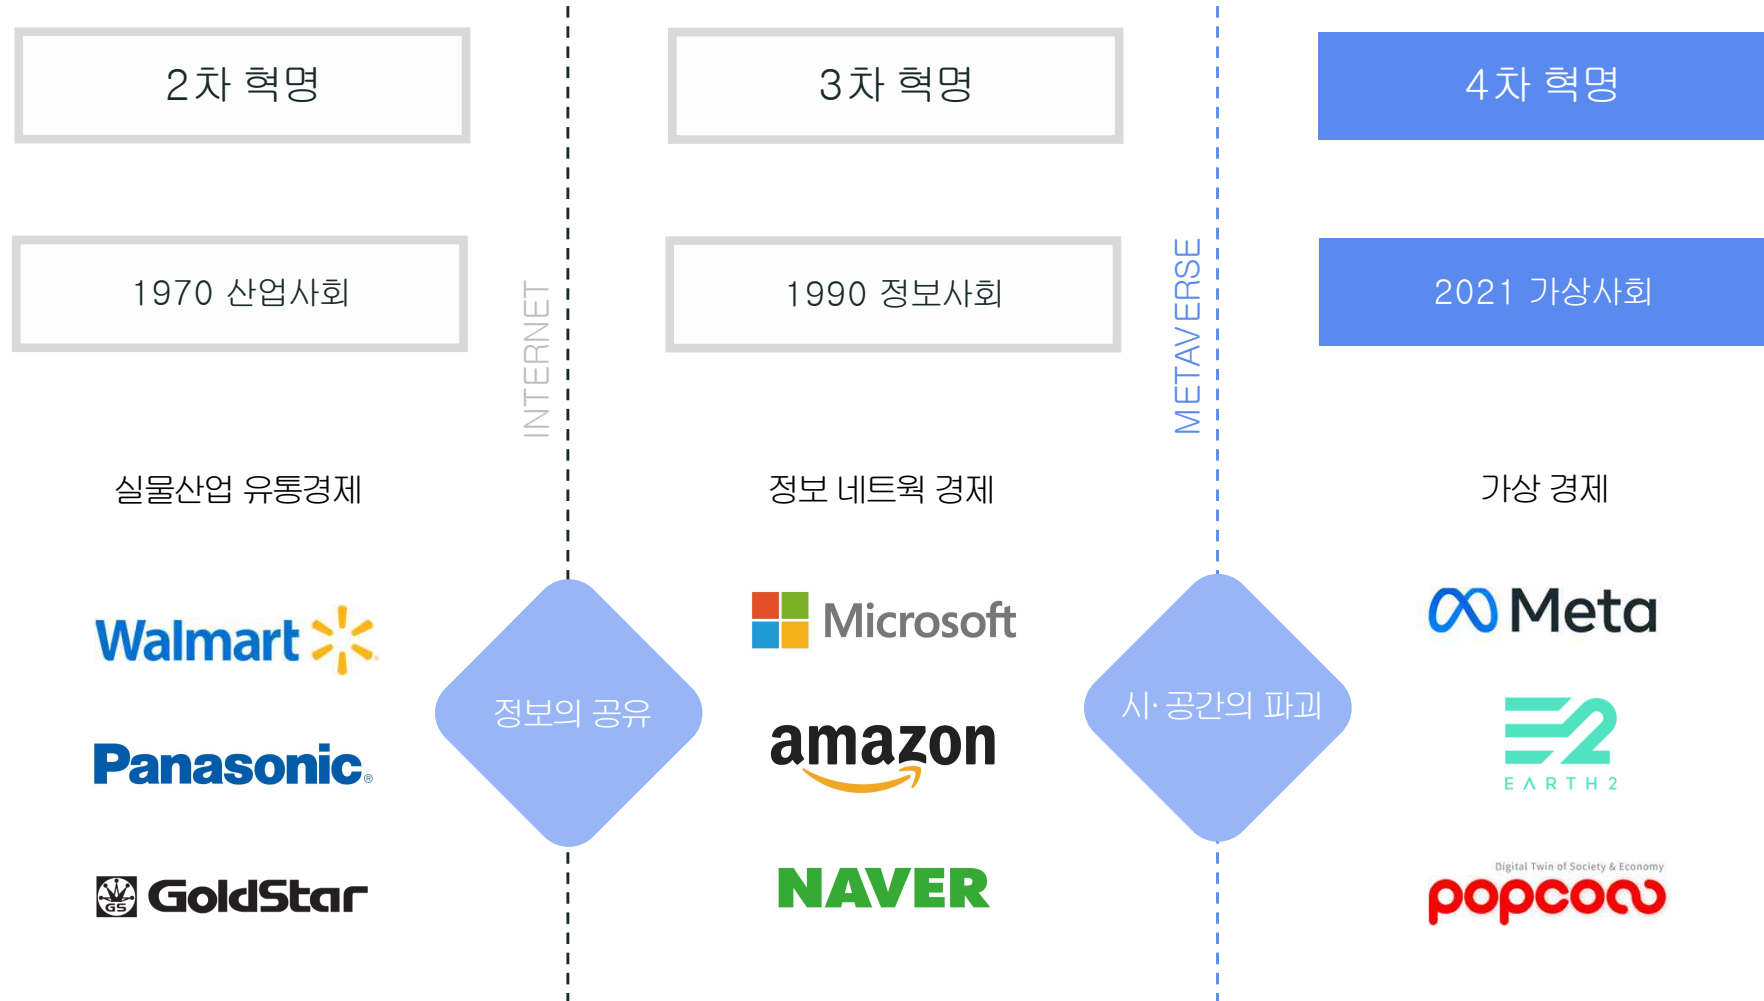 2차 혁명
3차 혁명
4차 혁명
1970 산업사회
1990 정보사회
2021 가상사회
INTERNET
METAVERSE
실물산업 유통경제
정보 네트웍 경제
가상 경제
Walmart
Microsoft
Meta
정보의 공유
시·공간의 파괴
Panasonic®
amazon
E2
EARTH2
GS GoldStar
NAVER
Digital Twin of Society & Economy
popcon